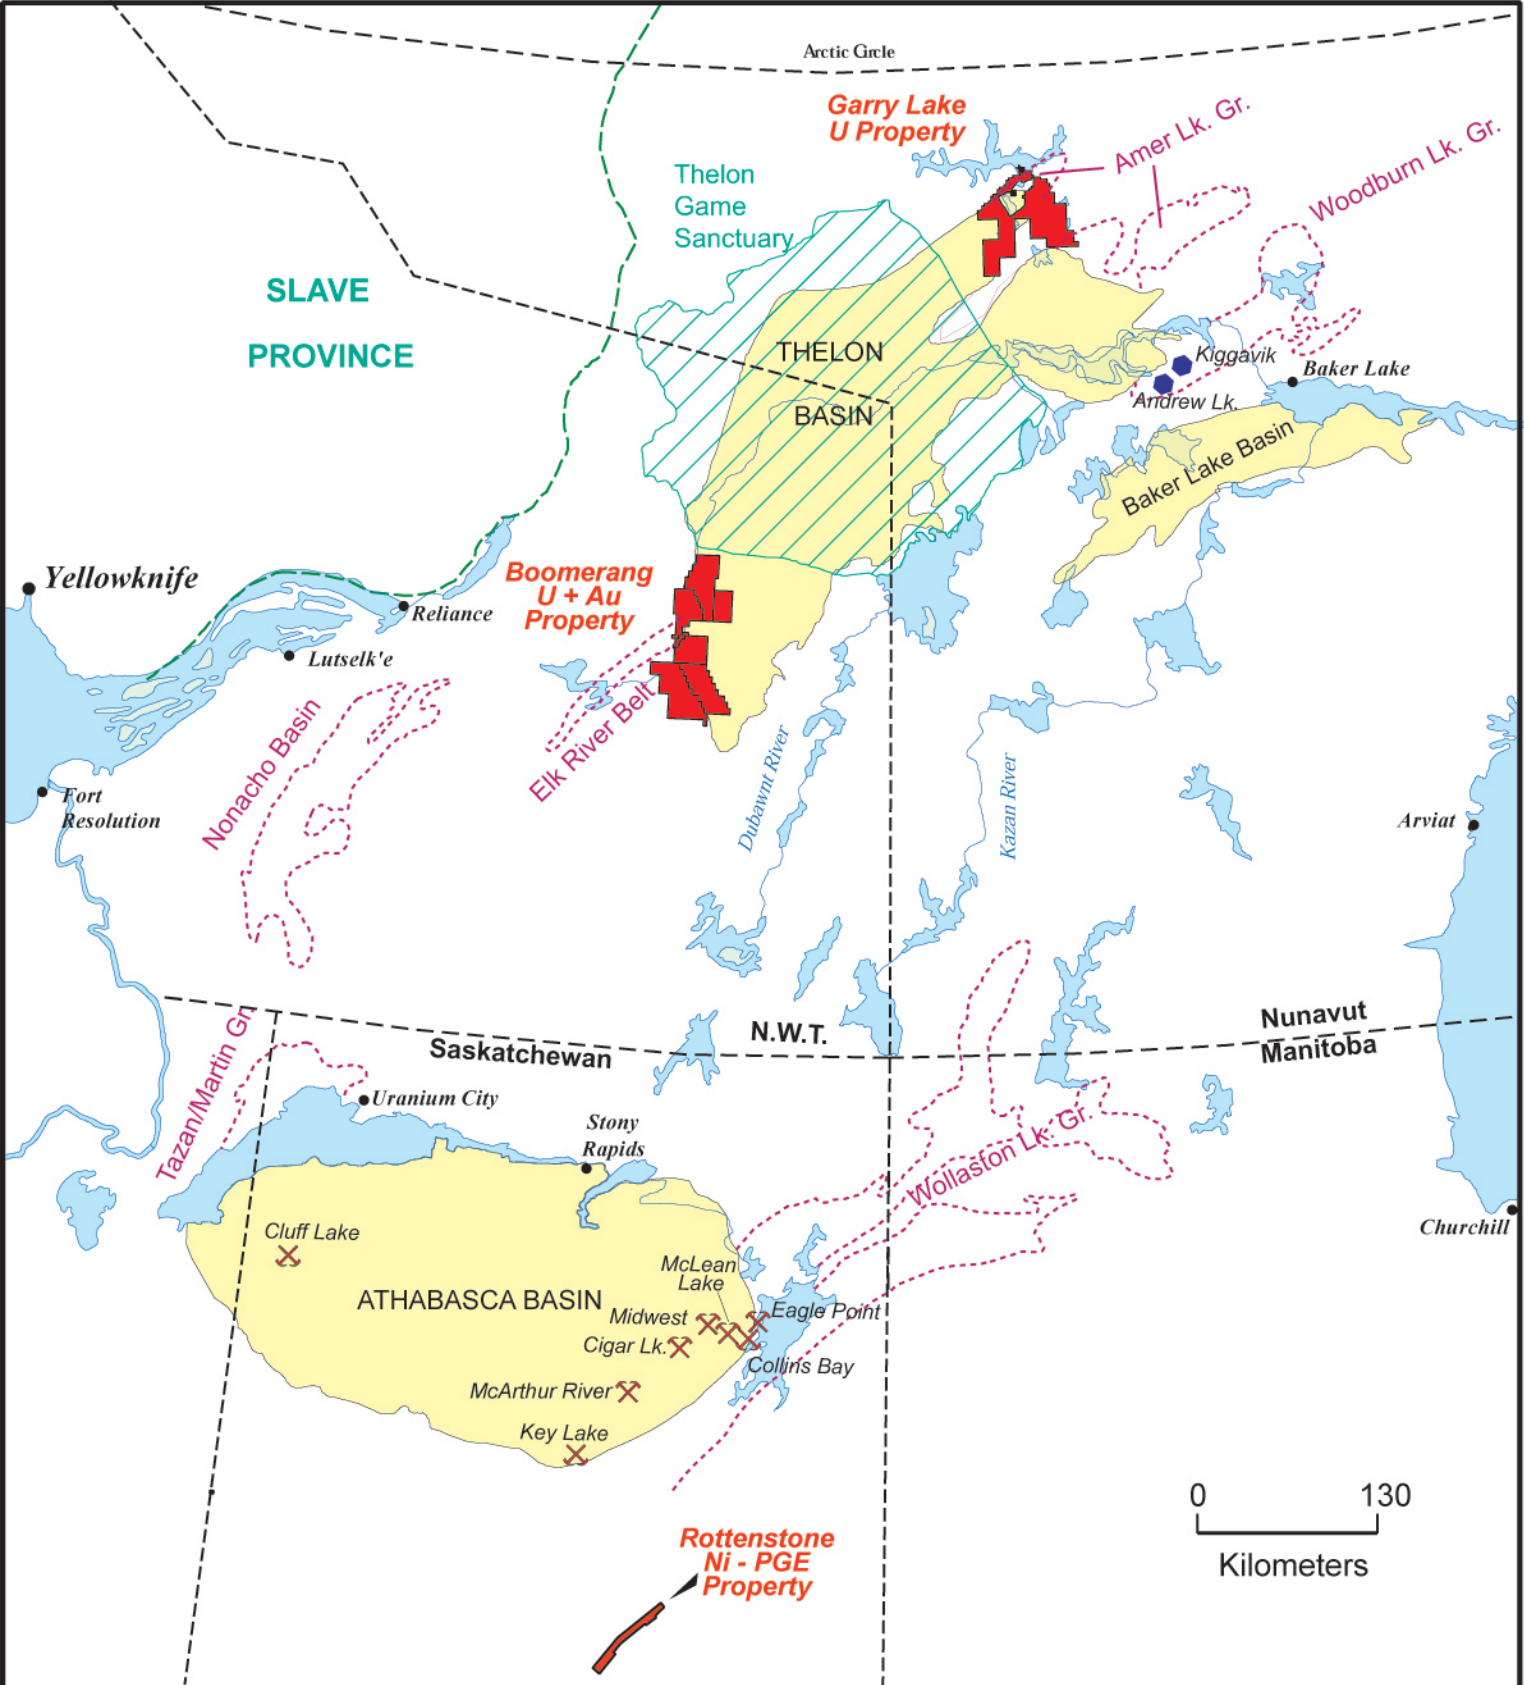 Arctic Circle
Garry Lake
U Property
Amer Lk. Gr.
Woodburn Lk. Gr.
Thelon
Game
Sanctuary
SLAVE
PROVINCE
THELON
BASIN
Kiggavik
Andrew Lk.
Baker Lake
Baker Lake Basin
Yellowknife
Reliance
Lutselk'e
Boomerang
U + Au
Property
Elk River Belt
Nonacho Basin
Fort
Resolution
Dubawnt River
Kazan River
Arviat
Tazan/Martin Gr.
Saskatchewan
N.W.T.
Nunavut
Manitoba
Uranium City
Stony
Rapids
Wollaston Lk. Gr.
Churchill
Cluff Lake
ATHABASCA BASIN
McLean
Lake
Midwest
Eagle Point
Cigar Lk.
Collins Bay
McArthur River
Key Lake
0 130
Kilometers
Rottenstone
Ni - PGE
Property